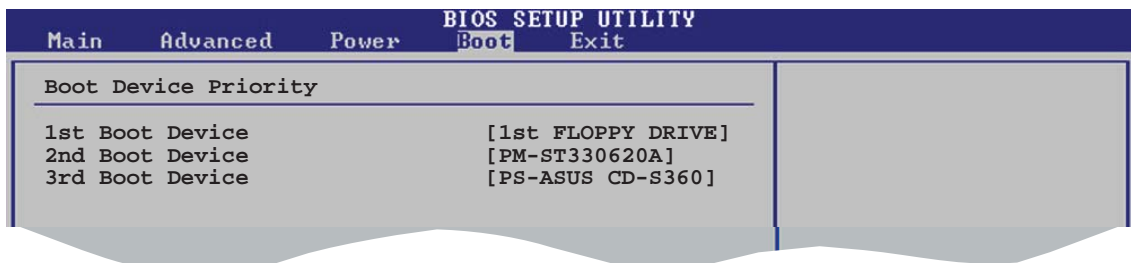 BIOS SETUP UTILITY
Main Advanced Power Boot Exit
Boot Device Priority
1st Boot Device [1st FLOPPY DRIVE]
2nd Boot Device [PM-ST330620A]
3rd Boot Device [PS-ASUS CD-S360]